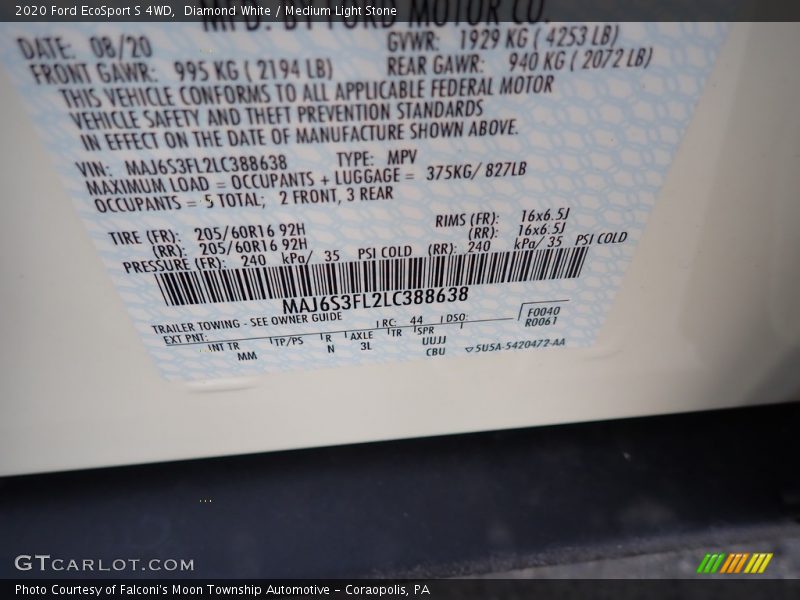 2020 Ford EcoSport S 4WD, Diamond White / Medium Light Stone
MFD. BY FORD MOTOR CO.
DATE: 08/20 GVWR: 1929 KG ( 4253 LB)
FRONT GAWR: 995 KG ( 2194 LB) REAR GAWR: 940 KG ( 2072 LB)
THIS VEHICLE CONFORMS TO ALL APPLICABLE FEDERAL MOTOR
VEHICLE SAFETY AND THEFT PREVENTION STANDARDS
IN EFFECT ON THE DATE OF MANUFACTURE SHOWN ABOVE.
VIN: MAJ6S3FL2LC388638 TYPE: MPV
MAXIMUM LOAD = OCCUPANTS + LUGGAGE = 375KG/ 827LB
OCCUPANTS = 5 TOTAL; 2 FRONT, 3 REAR
TIRE (FR): 205/60R16 92H RIMS (FR): 16x6.5J
(RR): 205/60R16 92H (RR): 16x6.5J
PRESSURE (FR): 240 kPa/ 35 PSI COLD (RR): 240 kPa/ 35 PSI COLD
MAJ6S3FL2LC388638
TRAILER TOWING - SEE OWNER GUIDE
EXT PNT: RC: 44 DSO: F0040
R0061
INT TR TP/PS R AXLE TR SPR
MM N 3L UUJJ
CBU 5U5A-5420472-AA
GTCARLOT.COM
Photo Courtesy of Falconi's Moon Township Automotive - Coraopolis, PA